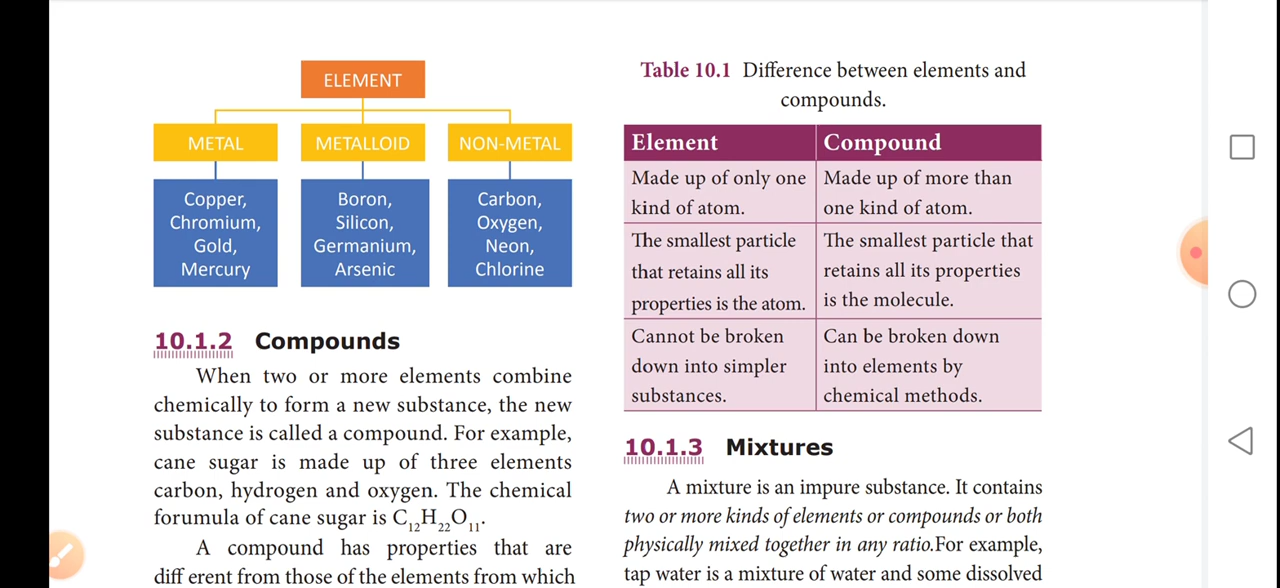 ELEMENT
METAL
METALLOID
NON-METAL
Copper,
Chromium,
Gold,
Mercury
Boron,
Silicon,
Germanium,
Arsenic
Carbon,
Oxygen,
Neon,
Chlorine
10.1.2 Compounds
When two or more elements combine
chemically to form a new substance, the new
substance is called a compound. For example,
cane sugar is made up of three elements
carbon, hydrogen and oxygen. The chemical
forumula of cane sugar is C₁₂H₂₂O₁₁.
A compound has properties that are
diff erent from those of the elements from which
Table 10.1 Difference between elements and
compounds.
Element
Compound
Made up of only one
kind of atom.
Made up of more than
one kind of atom.
The smallest particle
that retains all its
properties is the atom.
The smallest particle that
retains all its properties
is the molecule.
Cannot be broken
down into simpler
substances.
Can be broken down
into elements by
chemical methods.
10.1.3 Mixtures
A mixture is an impure substance. It contains
two or more kinds of elements or compounds or both
physically mixed together in any ratio.For example,
tap water is a mixture of water and some dissolved